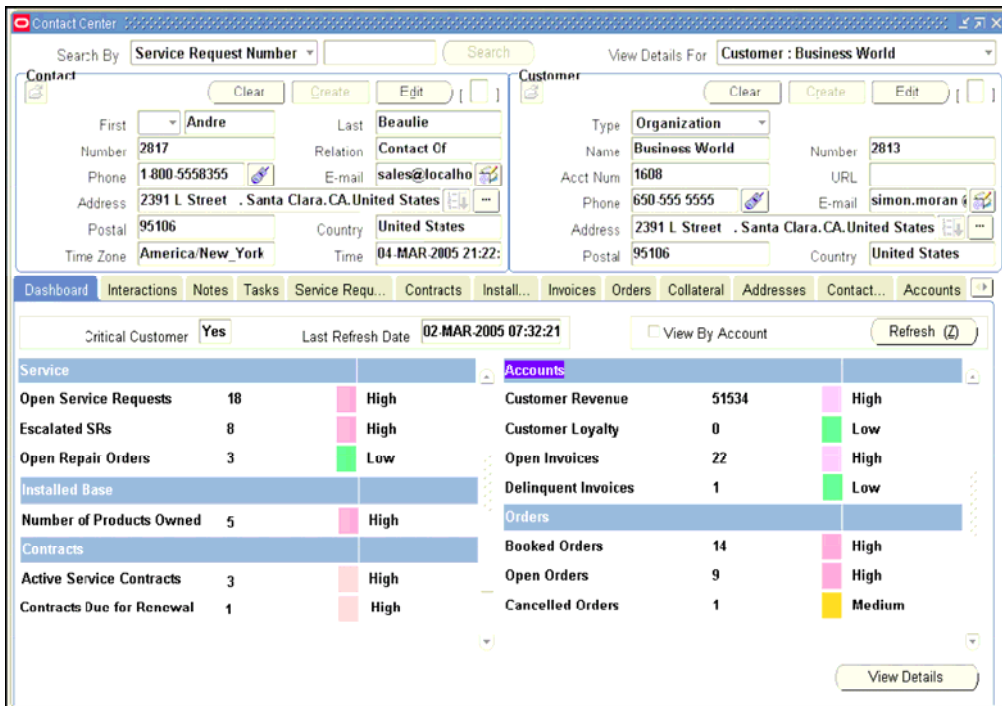 Contact Center
Search By Service Request Number Search View Details For Customer : Business World
Contact
Clear Create Edit [ ]
First Andre Last Beaulie
Number 2817 Relation Contact Of
Phone 1-800-5558355 E-mail sales@localho
Address 2391 L Street . Santa Clara.CA.United States ...
Postal 95106 Country United States
Time Zone America/New_York Time 04-MAR-2005 21:22:
Customer
Clear Create Edit [ ]
Type Organization
Name Business World Number 2813
Acct Num 1608 URL
Phone 650-555-5555 E-mail simon.moran
Address 2391 L Street . Santa Clara.CA.United States ...
Postal 95106 Country United States
Dashboard Interactions Notes Tasks Service Requ... Contracts Install... Invoices Orders Collateral Addresses Contact... Accounts
Critical Customer Yes Last Refresh Date 02-MAR-2005 07:32:21 View By Account Refresh (Z)
Service
Open Service Requests 18 High
Escalated SRs 8 High
Open Repair Orders 3 Low
Installed Base
Number of Products Owned 5 High
Contracts
Active Service Contracts 3 High
Contracts Due for Renewal 1 High
Accounts
Customer Revenue 51534 High
Customer Loyalty 0 Low
Open Invoices 22 High
Delinquent Invoices 1 Low
Orders
Booked Orders 14 High
Open Orders 9 High
Cancelled Orders 1 Medium
View Details